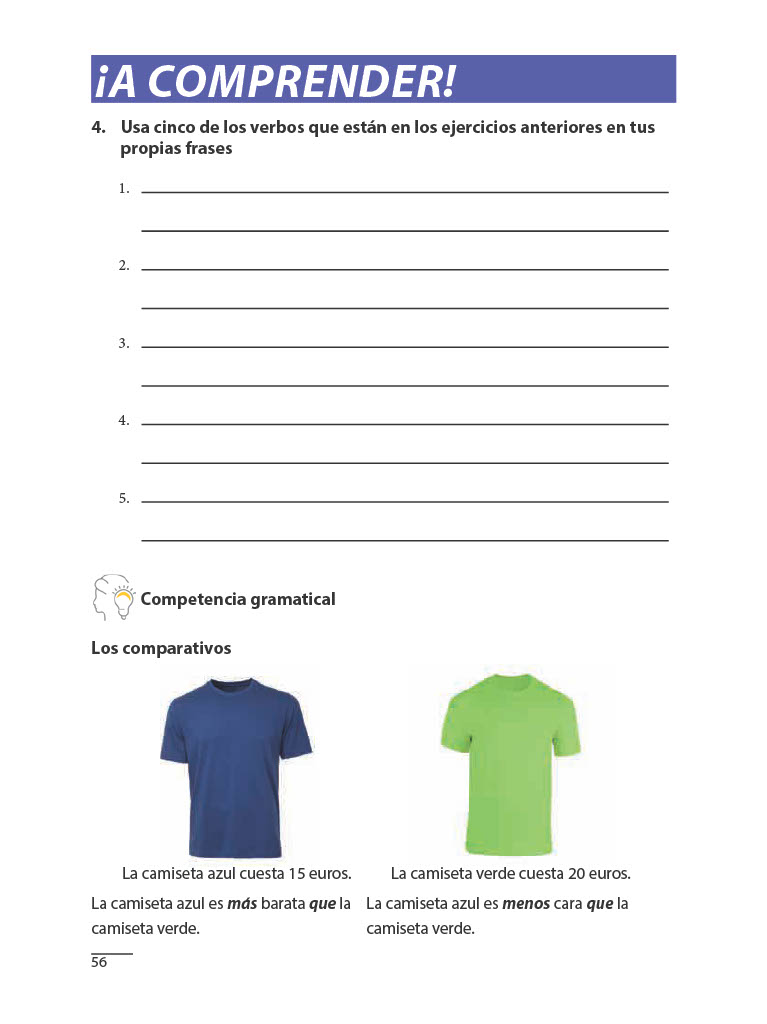 ¡A COMPRENDER!
4. Usa cinco de los verbos que están en los ejercicios anteriores en tus
propias frases
1.
2.
3.
4.
5.
Competencia gramatical
Los comparativos
La camiseta azul cuesta 15 euros.
La camiseta verde cuesta 20 euros.
La camiseta azul es más barata que la
camiseta verde.
La camiseta azul es menos cara que la
camiseta verde.
56